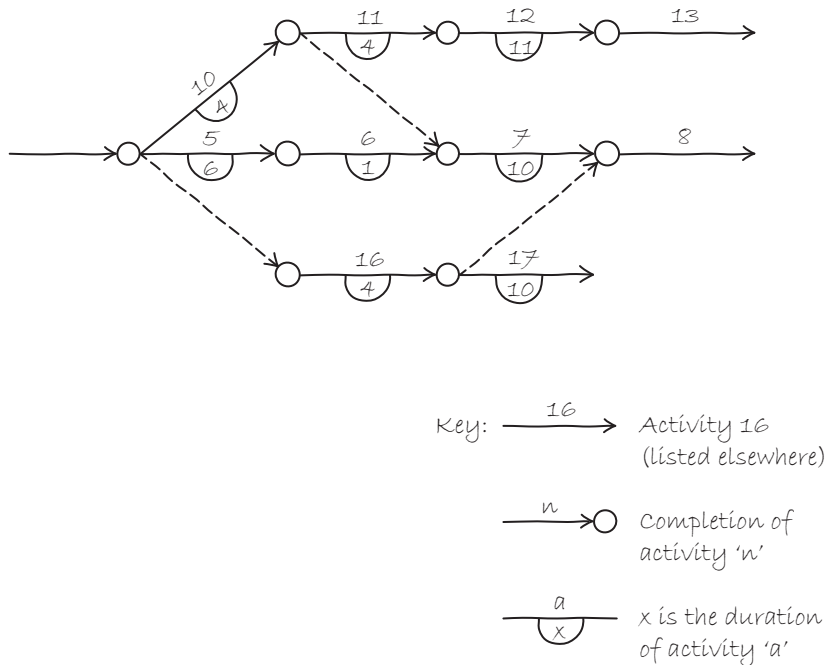 11
12
13
4
11
10
4
5
6
7
8
6
1
10
16
17
4
10
Key:
16
Activity 16
(listed elsewhere)
n
Completion of
activity ‘n’
a
x
x is the duration
of activity ‘a’